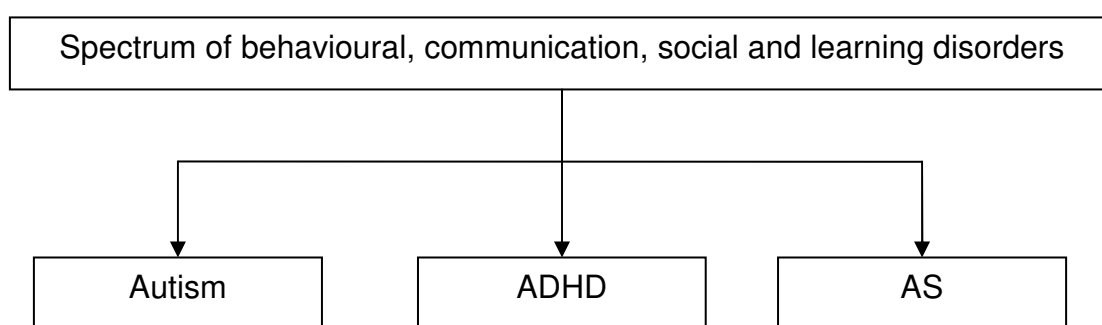 Spectrum of behavioural, communication, social and learning disorders
Autism
ADHD
AS